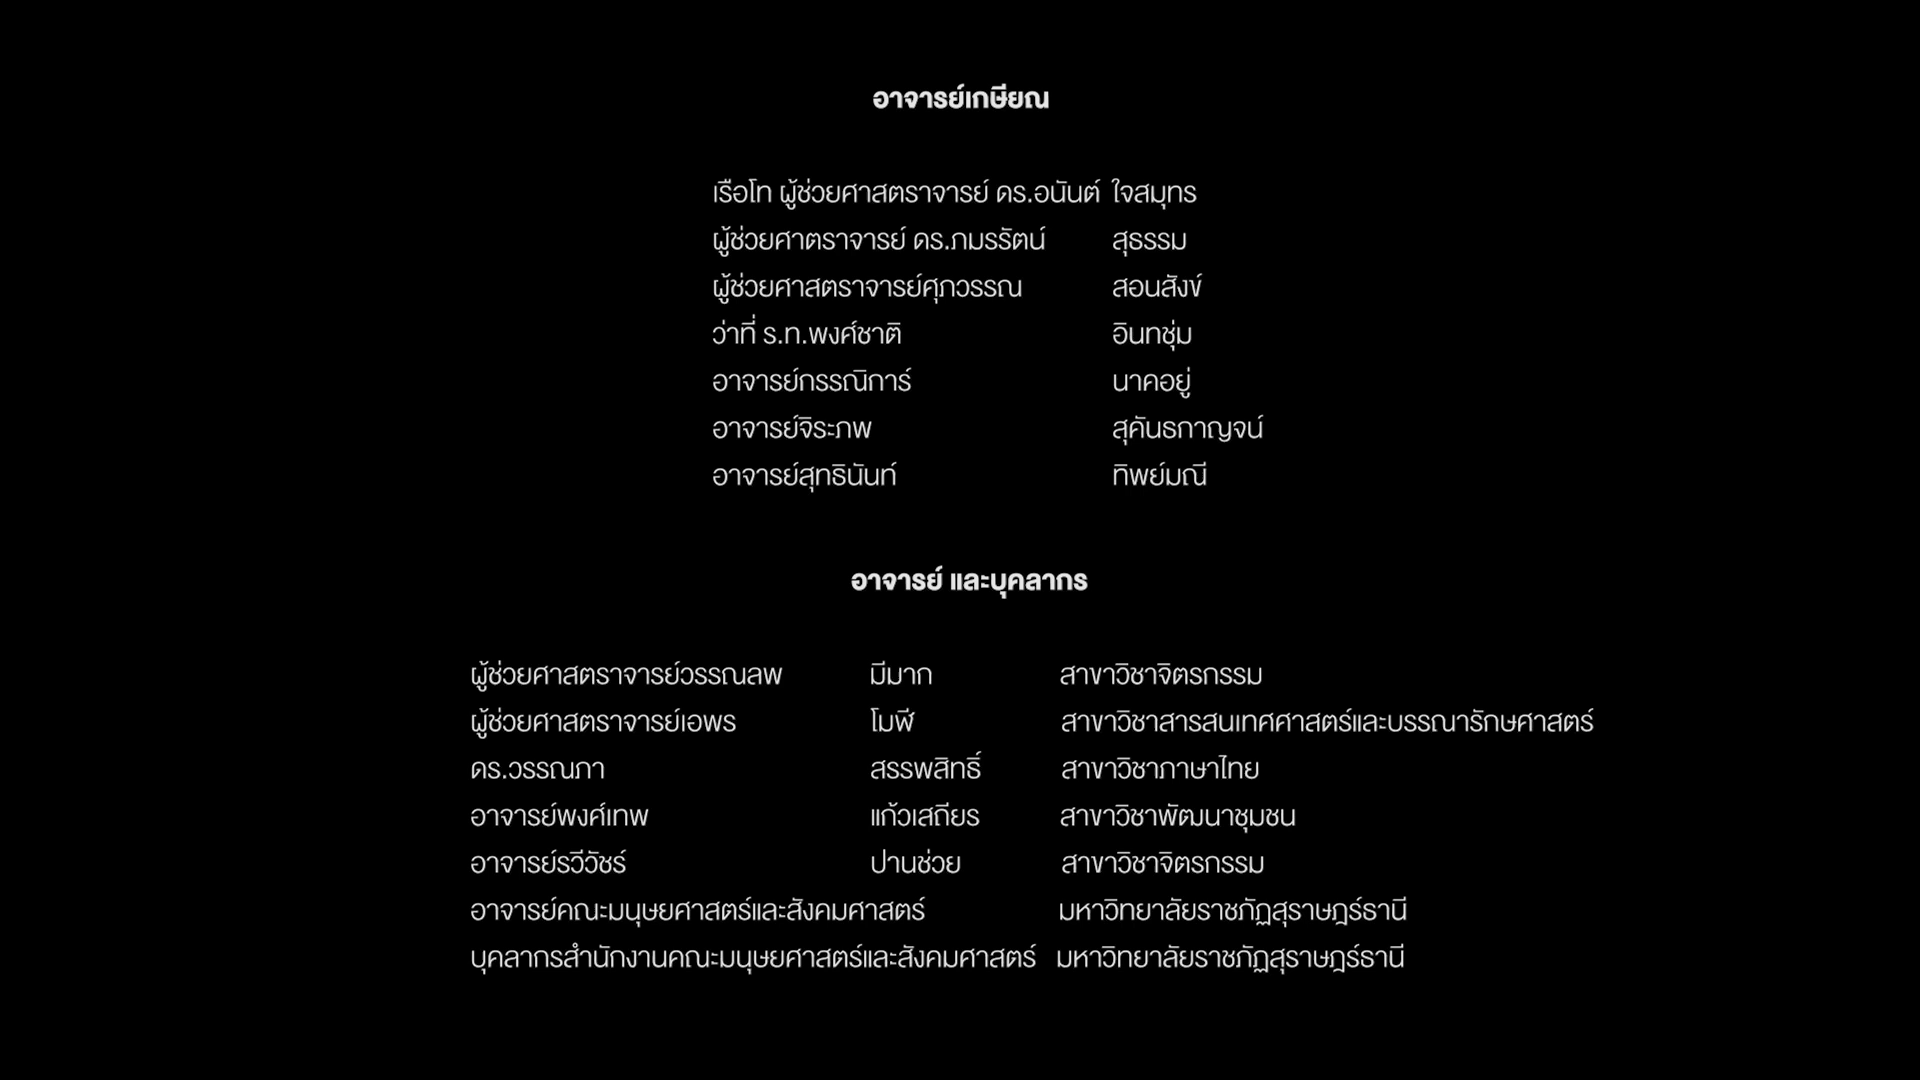 อาจารย์เกษียณ
เรือโท ผู้ช่วยศาสตราจารย์ ดร.อนันต์ ใจสมุทร
ผู้ช่วยศาตราจารย์ ดร.ภมรรัตน์ สุธรรม
ผู้ช่วยศาสตราจารย์ศุภวรรณ สอนสังข์
ว่าที่ ร.ท.พงศ์ชาติ อินทชุ่ม
อาจารย์กรรณิการ์ นาคอยู่
อาจารย์จิระภพ สุคันธกาญจน์
อาจารย์สุทธินันท์ ทิพย์มณี
อาจารย์ และบุคลากร
ผู้ช่วยศาสตราจารย์วรรณลพ มีมาก สาขาวิชาจิตรกรรม
ผู้ช่วยศาสตราจารย์เอพร โมฬี สาขาวิชาสารสนเทศศาสตร์และบรรณารักษศาสตร์
ดร.วรรณภา สรรพสิทธิ์ สาขาวิชาภาษาไทย
อาจารย์พงศ์เทพ แก้วเสถียร สาขาวิชาพัฒนาชุมชน
อาจารย์รวีวัชร์ ปานช่วย สาขาวิชาจิตรกรรม
อาจารย์คณะมนุษยศาสตร์และสังคมศาสตร์ มหาวิทยาลัยราชภัฏสุราษฎร์ธานี
บุคลากรสำนักงานคณะมนุษยศาสตร์และสังคมศาสตร์ มหาวิทยาลัยราชภัฏสุราษฎร์ธานี